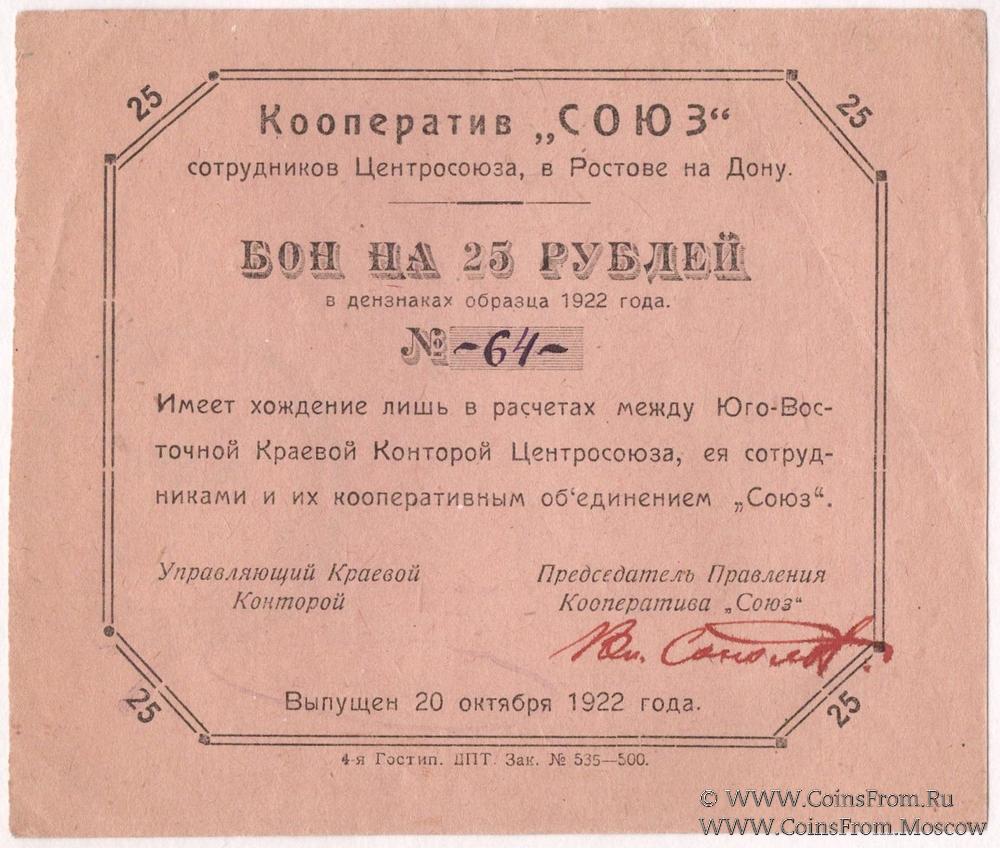 25
25
Кооператив „СОЮЗ“
сотрудников Центросоюза, в Ростове на Дону.
БОН НА 25 РУБЛЕЙ
в дензнаках образца 1922 года.
№ -64-
Имеет хождение лишь в расчетах между Юго-Вос-
точной Краевой Конторой Центросоюза, ея сотруд-
никами и их кооперативным об‘единением „Союз“.
Управляющий Краевой
Конторой
Председатель Правления
Кооператива „Союз“
Вл.
Выпущен 20 октября 1922 года.
25
25
4-я Гостип. ДПТ. Зак. № 535—500.
© WWW.CoinsFrom.Ru
WWW.CoinsFrom.Moscow